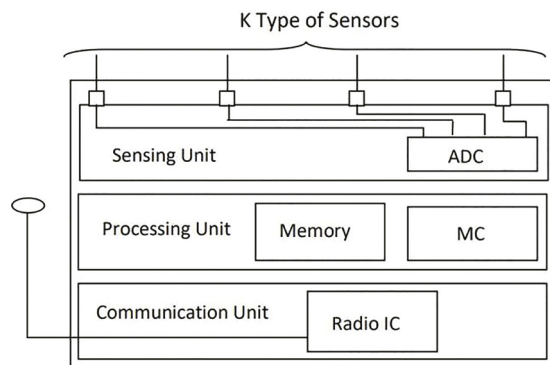 K Type of Sensors
Sensing Unit
ADC
Processing Unit
Memory
MC
Communication Unit
Radio IC